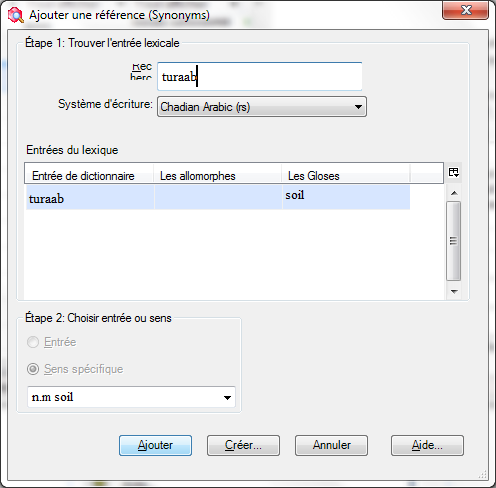 Ajouter une référence (Synonyms)
Étape 1: Trouver l'entrée lexicale
Rec
herc
turaab
Système d'écriture:
Chadian Arabic (rs)
Entrées du lexique
Entrée de dictionnaire Les allomorphes Les Gloses
turaab soil
Étape 2: Choisir entrée ou sens
Entrée
Sens spécifique
n.m soil
Ajouter Créer... Annuler Aide...